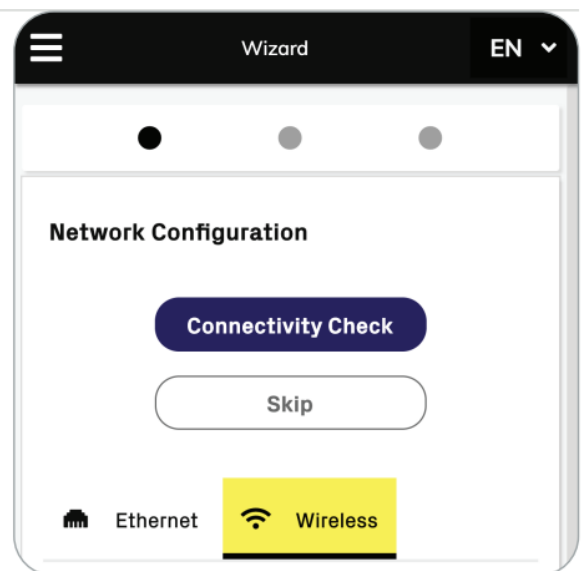 Wizard EN
Network Configuration
Connectivity Check
Skip
Ethernet Wireless